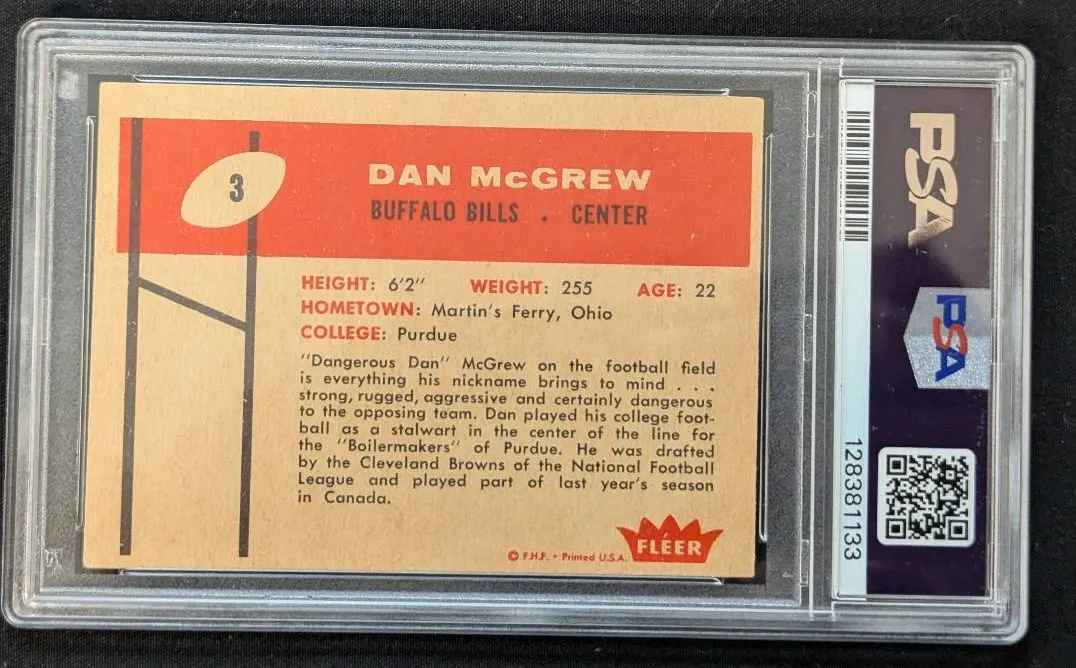 3
DAN McGREW
BUFFALO BILLS . CENTER
HEIGHT: 6'2" WEIGHT: 255 AGE: 22
HOMETOWN: Martin's Ferry, Ohio
COLLEGE: Purdue
"Dangerous Dan" McGrew on the football field
is everything his nickname brings to mind . . .
strong, rugged, aggressive and certainly dangerous
to the opposing team. Dan played his college foot-
ball as a stalwart in the center of the line for
the "Boilermakers" of Purdue. He was drafted
by the Cleveland Browns of the National Football
League and played part of last year's season
in Canada.
FLEER
© F.H.F. • Printed U.S.A.
PSA
PSA
128381133